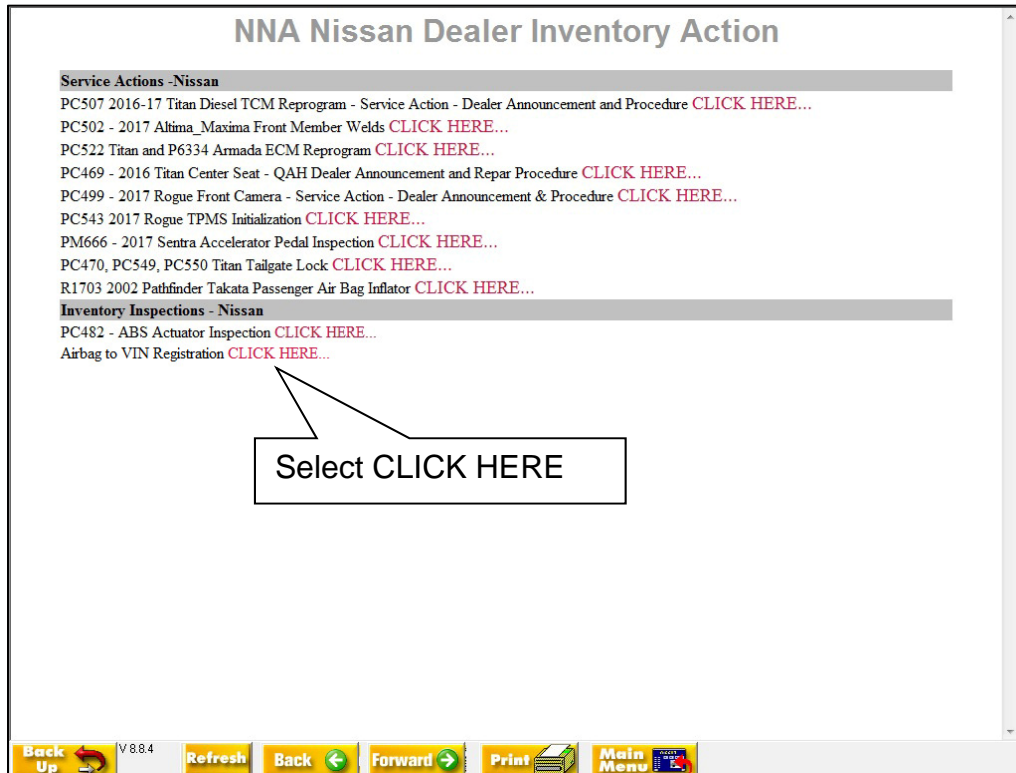 NNA Nissan Dealer Inventory Action
Service Actions -Nissan
PC507 2016-17 Titan Diesel TCM Reprogram - Service Action - Dealer Announcement and Procedure CLICK HERE...
PC502 - 2017 Altima_Maxima Front Member Welds CLICK HERE...
PC522 Titan and P6334 Armada ECM Reprogram CLICK HERE...
PC469 - 2016 Titan Center Seat - QAH Dealer Announcement and Repar Procedure CLICK HERE...
PC499 - 2017 Rogue Front Camera - Service Action - Dealer Announcement & Procedure CLICK HERE...
PC543 2017 Rogue TPMS Initialization CLICK HERE...
PM666 - 2017 Sentra Accelerator Pedal Inspection CLICK HERE...
PC470, PC549, PC550 Titan Tailgate Lock CLICK HERE...
R1703 2002 Pathfinder Takata Passenger Air Bag Inflator CLICK HERE...
Inventory Inspections - Nissan
PC482 - ABS Actuator Inspection CLICK HERE...
Airbag to VIN Registration CLICK HERE...
Select CLICK HERE
Back Up V 8.8.4 Refresh Back Forward Print Main Menu